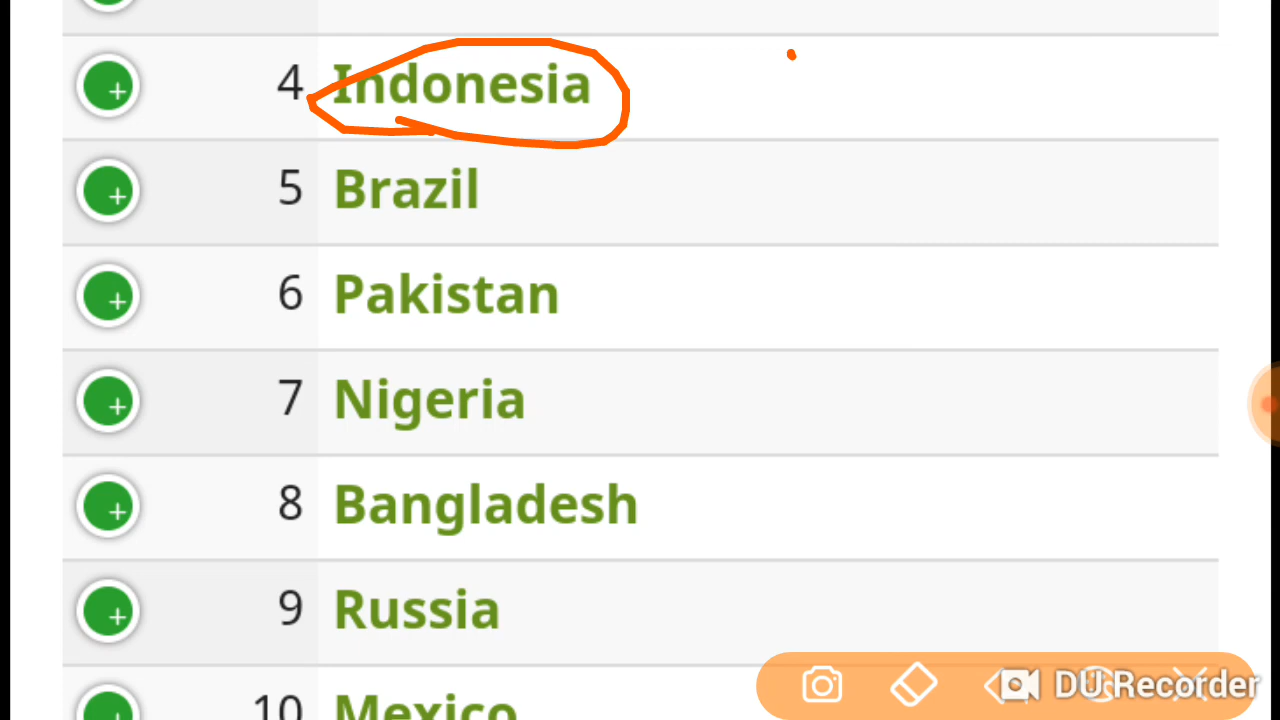 4 Indonesia
5 Brazil
6 Pakistan
7 Nigeria
8 Bangladesh
9 Russia
10 Mexico
DU Recorder